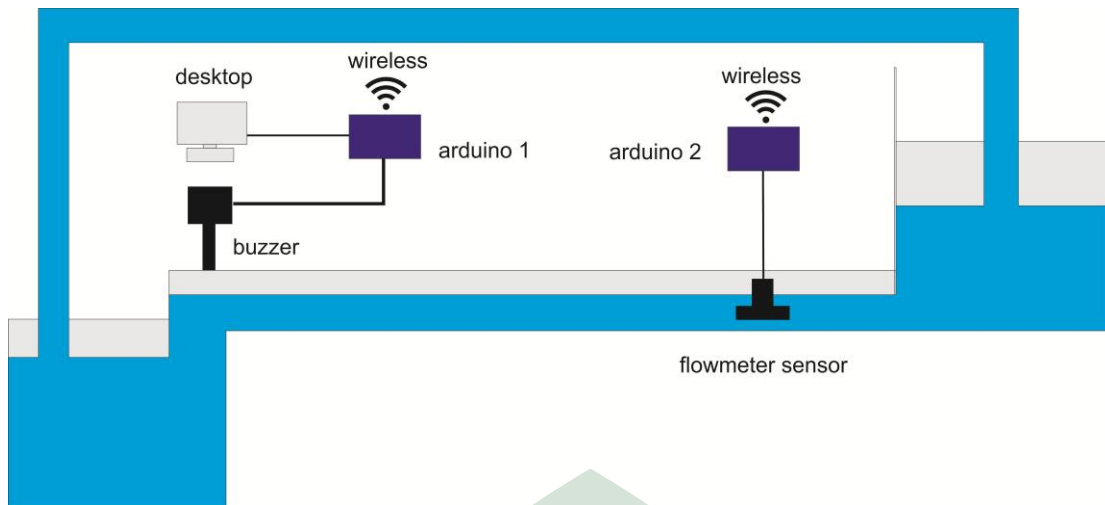 wireless
desktop
wireless
arduino 1
arduino 2
buzzer
flowmeter sensor